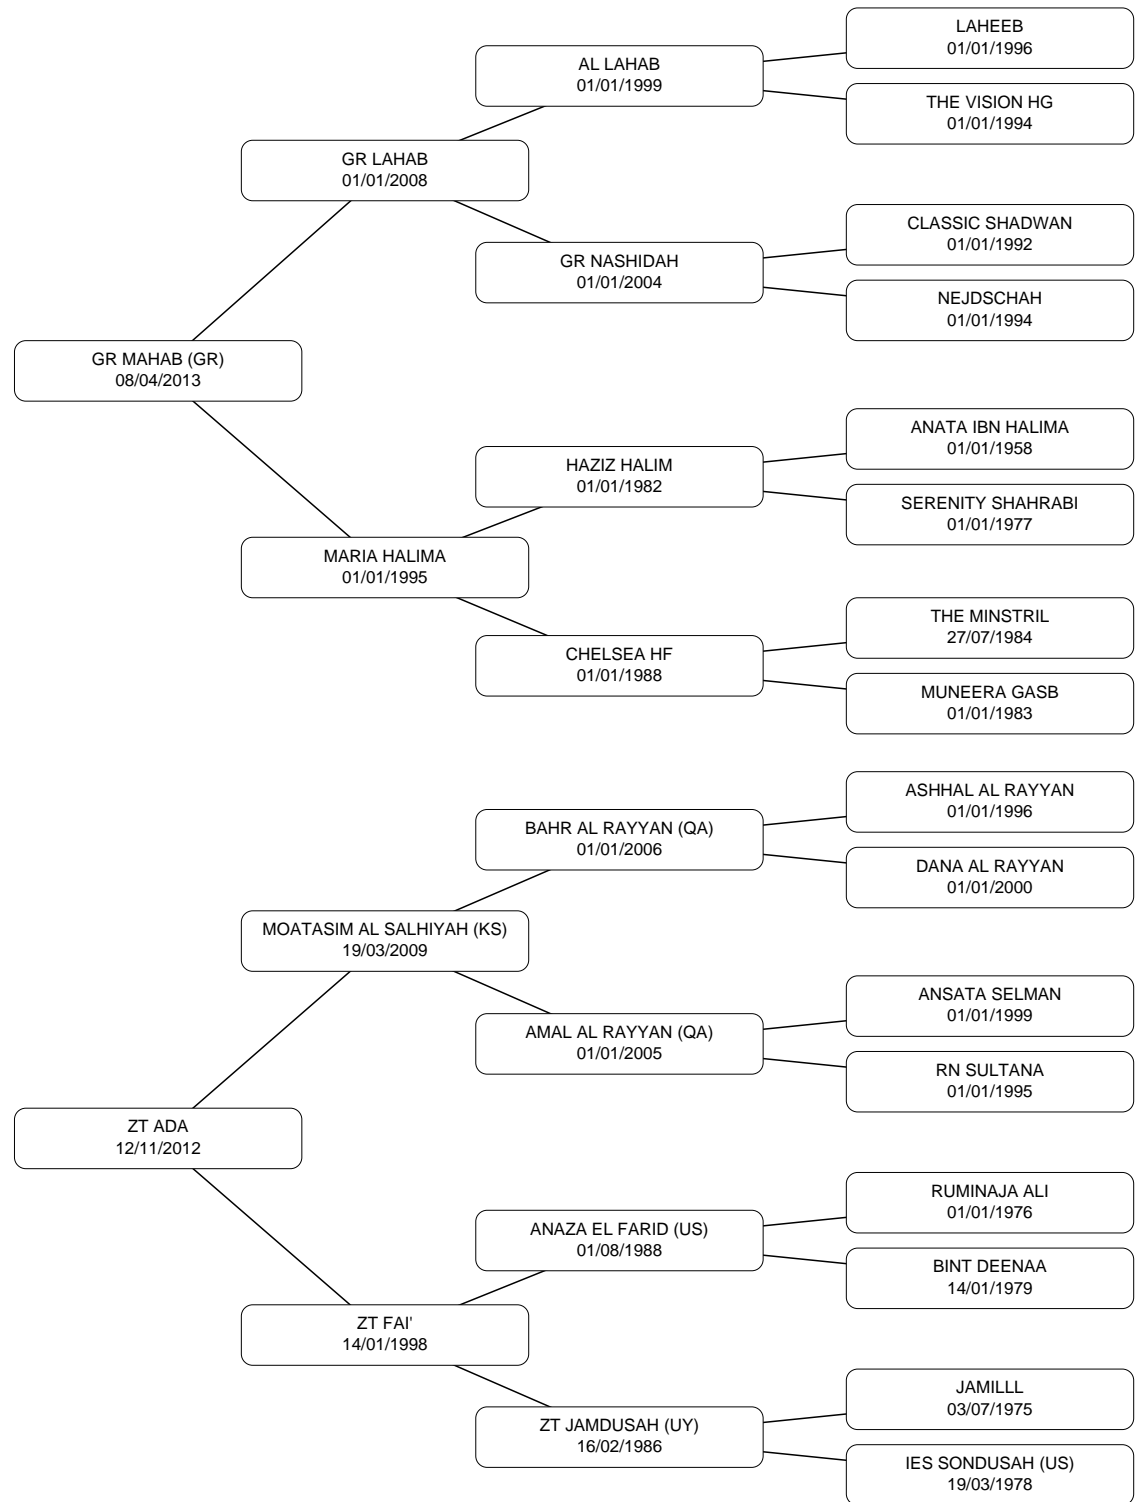 LAHEEB
01/01/1996
AL LAHAB
01/01/1999
THE VISION HG
01/01/1994
GR LAHAB
01/01/2008
CLASSIC SHADWAN
01/01/1992
GR NASHIDAH
01/01/2004
NEJDSCHAH
01/01/1994
GR MAHAB (GR)
08/04/2013
ANATA IBN HALIMA
01/01/1958
HAZIZ HALIM
01/01/1982
SERENITY SHAHRABI
01/01/1977
MARIA HALIMA
01/01/1995
THE MINSTRIL
27/07/1984
CHELSEA HF
01/01/1988
MUNEERA GASB
01/01/1983
ASHHAL AL RAYYAN
01/01/1996
BAHR AL RAYYAN (QA)
01/01/2006
DANA AL RAYYAN
01/01/2000
MOATASIM AL SALHIYAH (KS)
19/03/2009
ANSATA SELMAN
01/01/1999
AMAL AL RAYYAN (QA)
01/01/2005
RN SULTANA
01/01/1995
ZT ADA
12/11/2012
RUMINAJA ALI
01/01/1976
ANAZA EL FARID (US)
01/08/1988
BINT DEENAA
14/01/1979
ZT FAI'
14/01/1998
JAMILLL
03/07/1975
ZT JAMDUSAH (UY)
16/02/1986
IES SONDUSAH (US)
19/03/1978